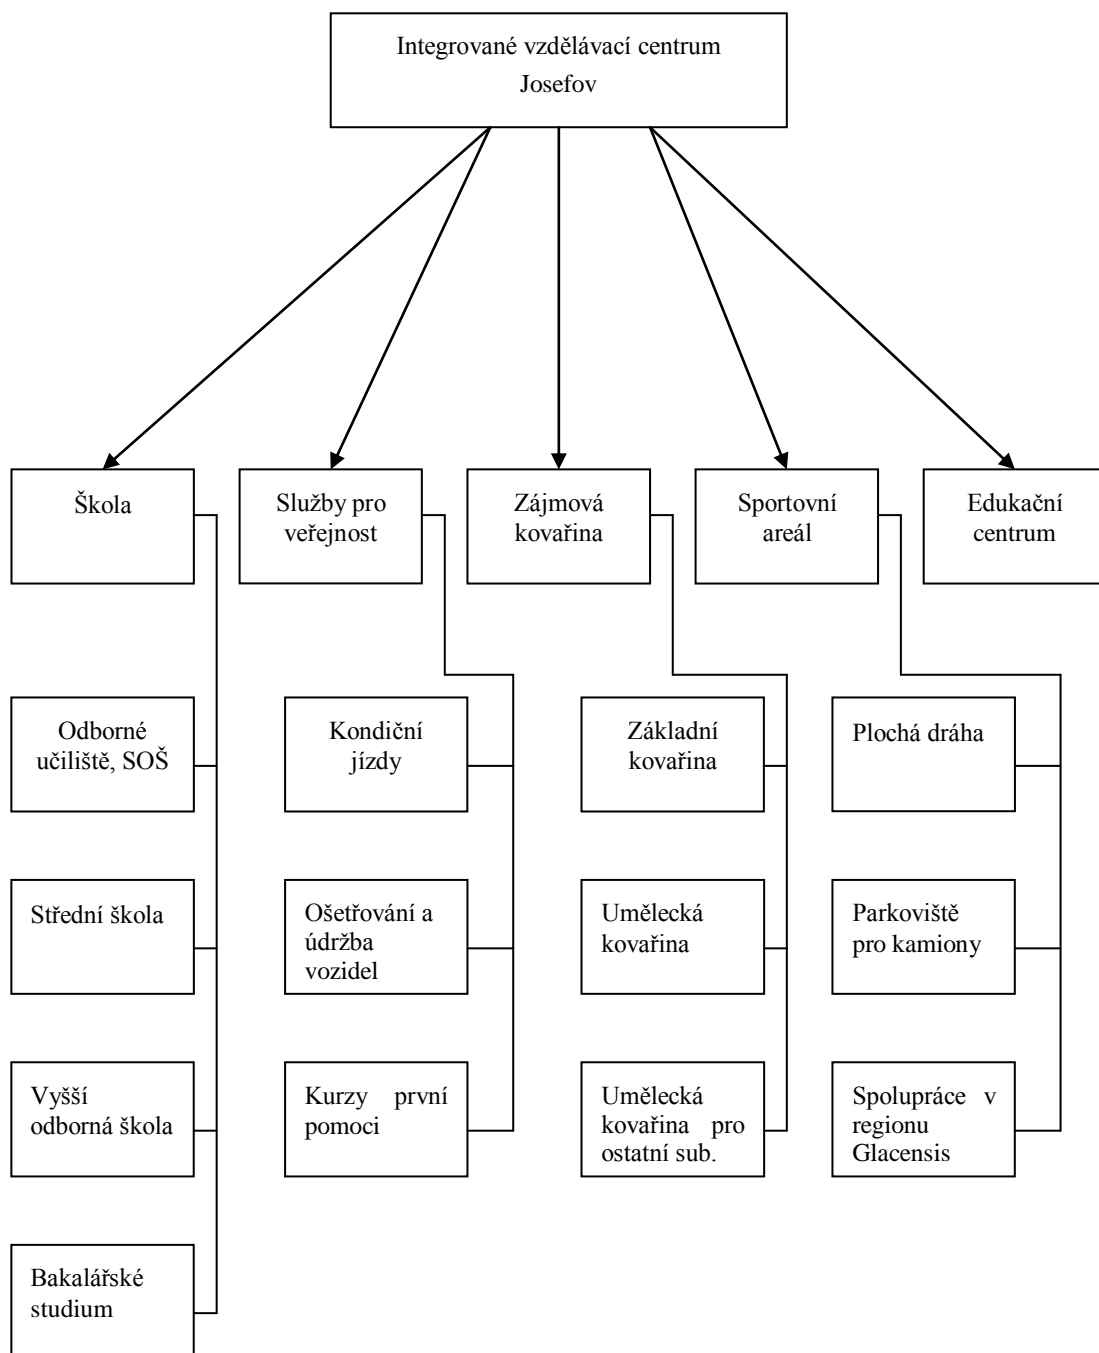 Integrované vzdělávací centrum
Josefov
Škola
Služby pro
veřejnost
Zájmová
kovařina
Sportovní
areál
Edukační
centrum
Odborné
učiliště, SOŠ
Kondiční
jízdy
Základní
kovařina
Plochá dráha
Střední škola
Ošetřování a
údržba
vozidel
Umělecká
kovařina
Parkoviště
pro kamiony
Vyšší
odborná škola
Kurzy první
pomoci
Umělecká
kovařina pro
ostatní sub.
Spolupráce v
regionu
Glacensis
Bakalářské
studium